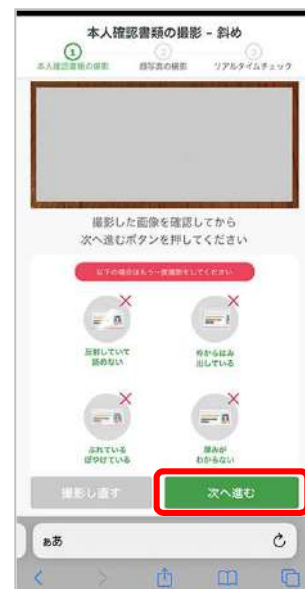 本人確認書類の撮影 - 斜め
1
2
3
本人確認書類の撮影
顔写真の撮影
リアルタイムチェック
撮影した画像を確認してから
次へ進むボタンを押してください
以下の場合はもう一度撮影をしてください
反射していて
読めない
枠からはみ
出している
ぶれている
ぼやけている
厚みが
わからない
撮影し直す
次へ進む
ぁあ